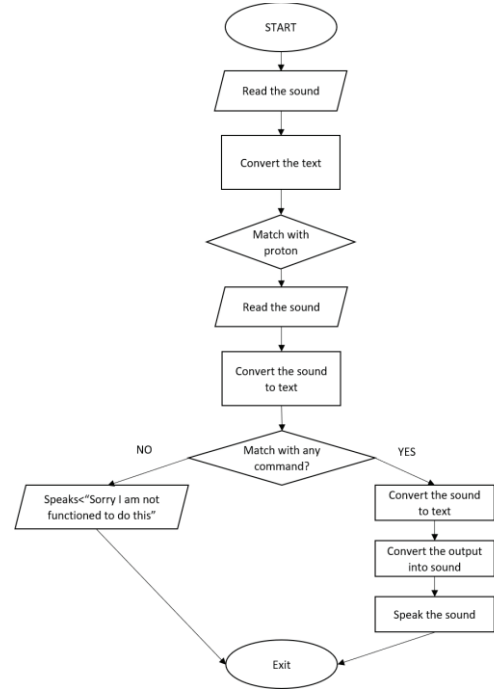 START
Read the sound
Convert the text
Match with
proton
Read the sound
Convert the sound
to text
NO
Match with any
command?
YES
Speaks<"Sorry I am not
functioned to do this"
Convert the sound
to text
Convert the output
into sound
Speak the sound
Exit